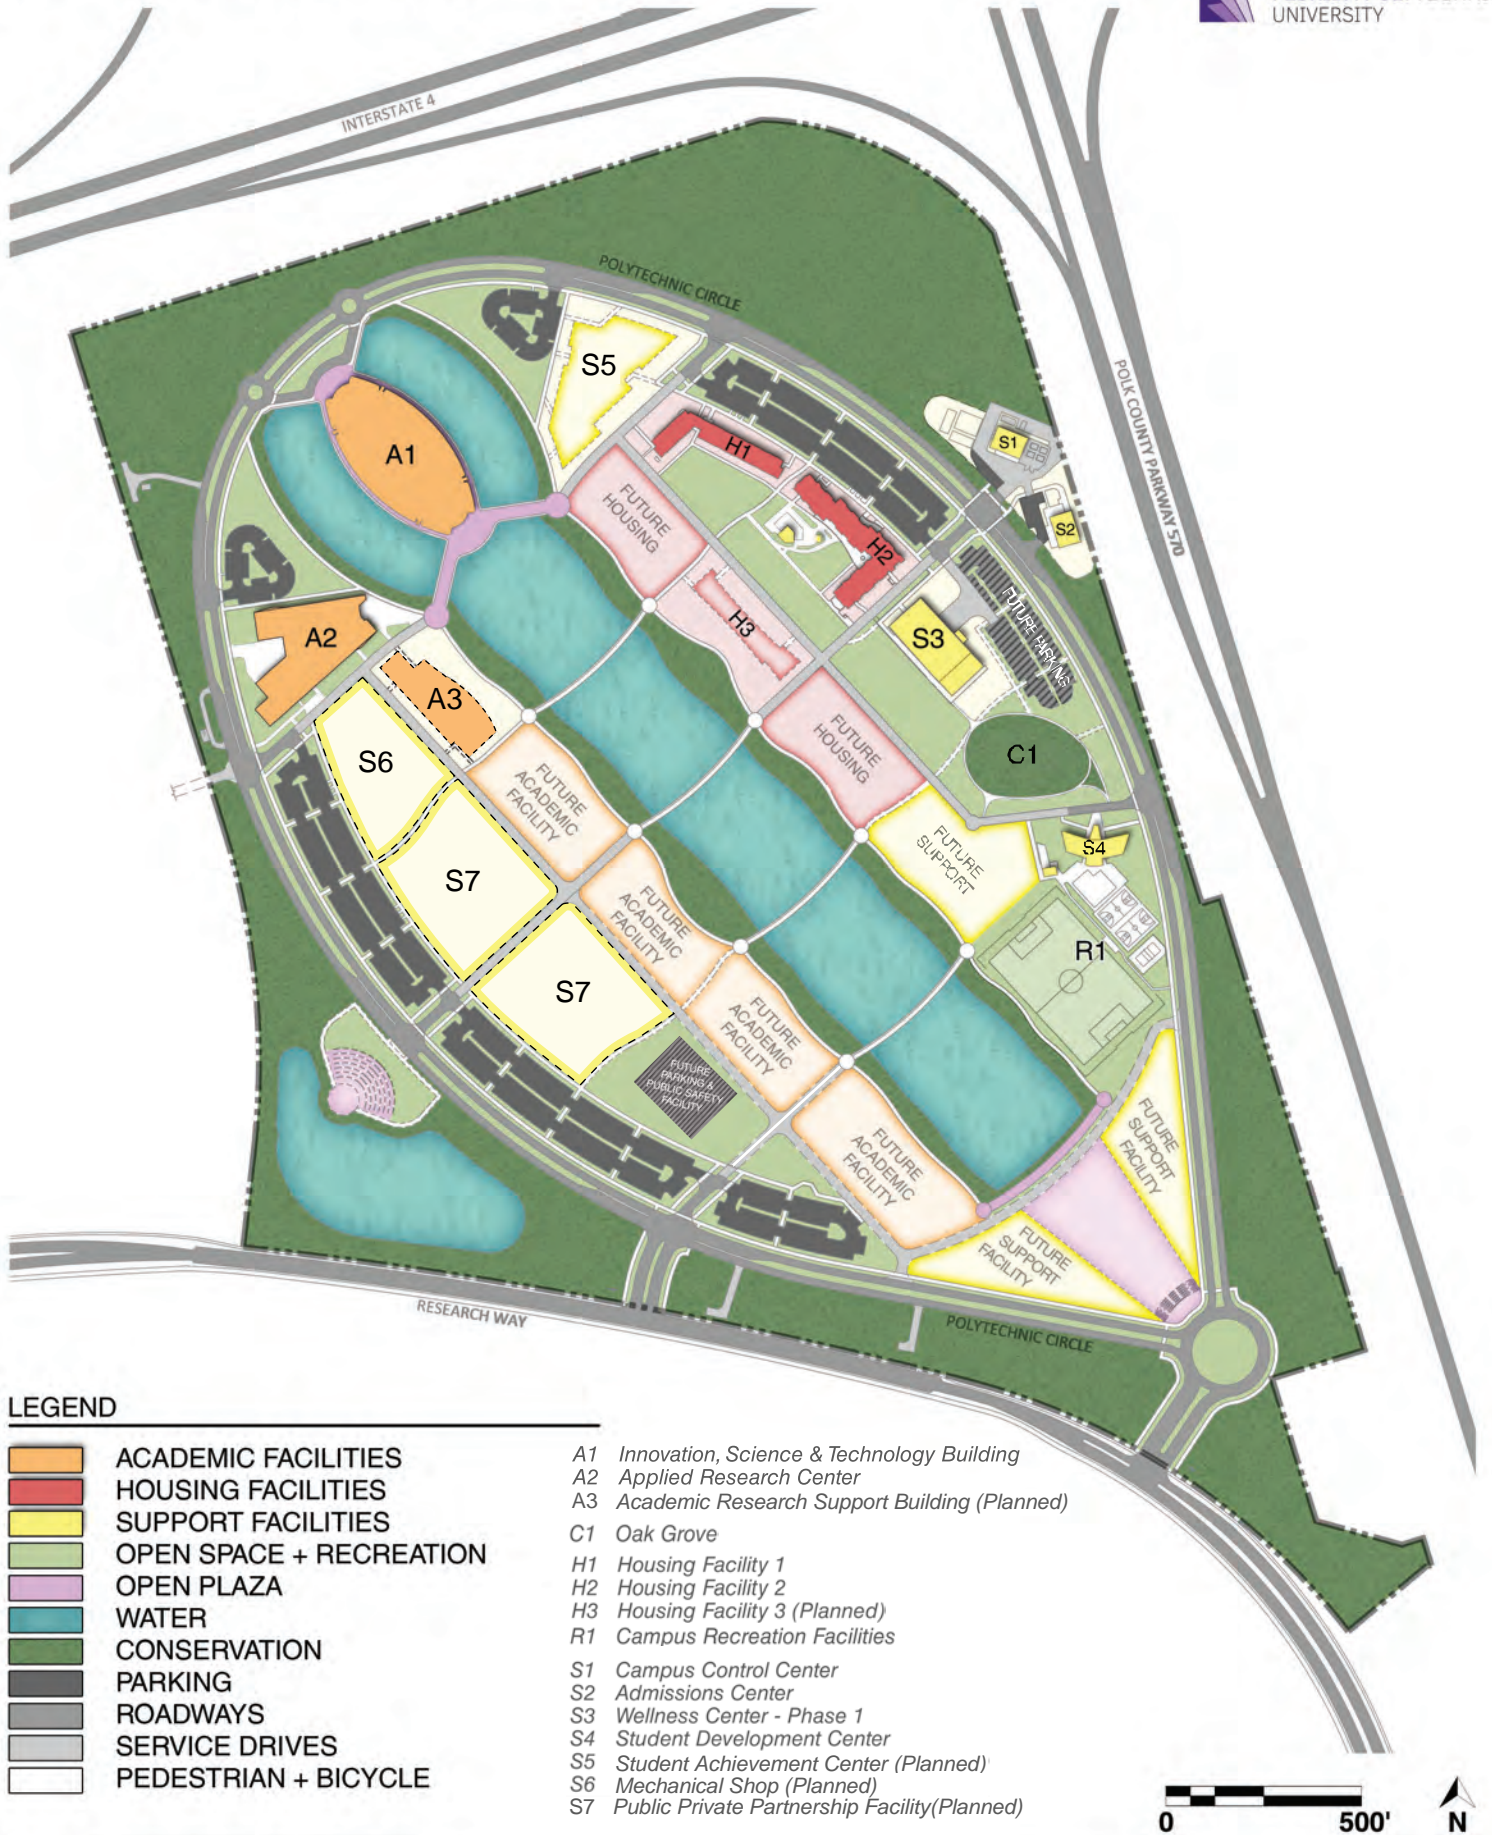 UNIVERSITY
INTERSTATE 4
POLYTECHNIC CIRCLE
POLK COUNTY PARKWAY 570
S5
A1
H1
S1
S2
FUTURE
HOUSING
H2
FUTURE PARKING
A2
H3
S3
A3
S6
FUTURE
HOUSING
C1
FUTURE
ACADEMIC
FACILITY
S7
FUTURE
SUPPORT
S4
FUTURE
ACADEMIC
FACILITY
R1
S7
FUTURE
ACADEMIC
FACILITY
FUTURE
PARKING &
PUBLIC SAFETY
FACILITY
FUTURE
ACADEMIC
FACILITY
FUTURE
SUPPORT
FACILITY
FUTURE
SUPPORT
FACILITY
RESEARCH WAY
POLYTECHNIC CIRCLE
LEGEND
ACADEMIC FACILITIES
HOUSING FACILITIES
SUPPORT FACILITIES
OPEN SPACE + RECREATION
OPEN PLAZA
WATER
CONSERVATION
PARKING
ROADWAYS
SERVICE DRIVES
PEDESTRIAN + BICYCLE
A1 Innovation, Science & Technology Building
A2 Applied Research Center
A3 Academic Research Support Building (Planned)
C1 Oak Grove
H1 Housing Facility 1
H2 Housing Facility 2
H3 Housing Facility 3 (Planned)
R1 Campus Recreation Facilities
S1 Campus Control Center
S2 Admissions Center
S3 Wellness Center - Phase 1
S4 Student Development Center
S5 Student Achievement Center (Planned)
S6 Mechanical Shop (Planned)
S7 Public Private Partnership Facility(Planned)
0 500'
N